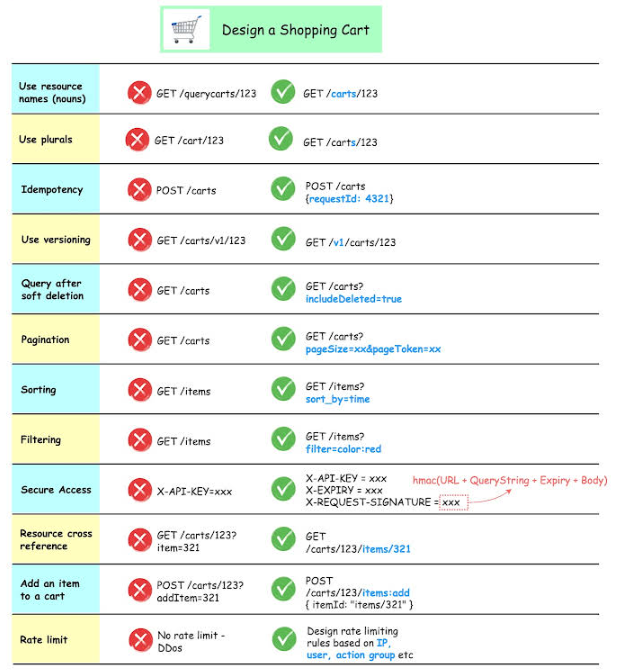 Design a Shopping Cart
Use resource
names (nouns)
GET /querycarts/123
GET /carts/123
Use plurals
GET /cart/123
GET /carts/123
Idempotency
POST /carts
POST /carts
{requestId: 4321}
Use versioning
GET /carts/v1/123
GET /v1/carts/123
Query after
soft deletion
GET /carts
GET /carts?
includeDeleted=true
Pagination
GET /carts
GET /carts?
pageSize=xx&pageToken=xx
Sorting
GET /items
GET /items?
sort_by=time
Filtering
GET /items
GET /items?
filter=color:red
Secure Access
X-API-KEY=xxx
X-API-KEY = xxx
X-EXPIRY = xxx
X-REQUEST-SIGNATURE = xxx
hmac(URL + QueryString + Expiry + Body)
Resource cross
reference
GET /carts/123?
item=321
GET
/carts/123/items/321
Add an item
to a cart
POST /carts/123?
addItem=321
POST
/carts/123/items:add
{ itemId: "items/321" }
Rate limit
No rate limit -
DDos
Design rate limiting
rules based on IP,
user, action group etc